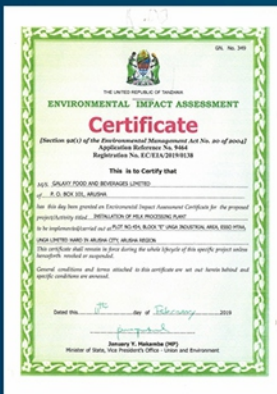 GN. No. 349
THE UNITED REPUBLIC OF TANZANIA
ENVIRONMENTAL IMPACT ASSESSMENT
Certificate
[Section 92(1) of the Environmental Management Act No. 20 of 2004]
Application Reference No. 9464
Registration No. EC/EIA/2019/0138
This is to Certify that
M/S. GALAXY FOOD AND BEVERAGES LIMITED
of P. O. BOX 101, ARUSHA
has this day been granted an Environmental Impact Assessment Certificate for the proposed
project/Activity titled INSTALLATION OF MILK PROCESSING PLANT
to be implemented/carried out at PLOT NO.454, BLOCK "E" UNGA INDUSTRIAL AREA, ESSO MTAA,
UNGA LIMITED WARD IN ARUSHA CITY; ARUSHA REGION
This certificate shall remain in force during the whole lifecycle of this specific project unless
henceforth revoked or suspended.
General conditions and terms attached to this certificate are set out herein behind and
specific conditions are annexed.
Dated this day of February 2019
January Y. Makamba (MP)
Minister of State, Vice President's Office - Union and Environment